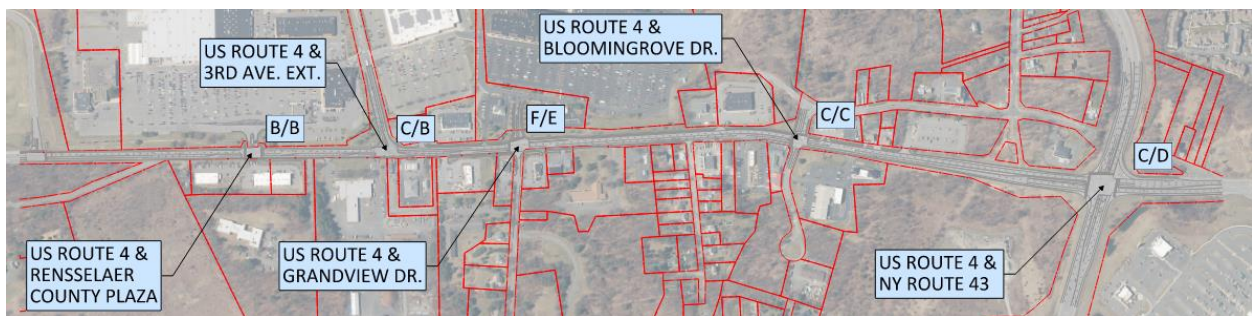 US ROUTE 4 &
BLOOMINGROVE DR.
US ROUTE 4 &
3RD AVE. EXT.
B/B
C/B
F/E
C/C
C/D
US ROUTE 4 &
RENSSELAER
COUNTY PLAZA
US ROUTE 4 &
GRANDVIEW DR.
US ROUTE 4 &
NY ROUTE 43